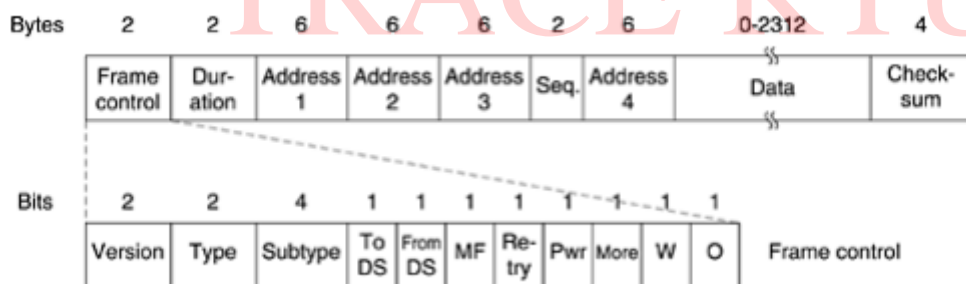 TRACE KTU
Bytes 2 2 6 6 6 2 6 0-2312 4
Frame Dur- Address Address Address Seq. Address Data Check-
control ation 1 2 3 4 sum
Bits 2 2 4 1 1 1 1 1 1 1 1
Version Type Subtype To From MF Re- Pwr More W O Frame control
DS DS try